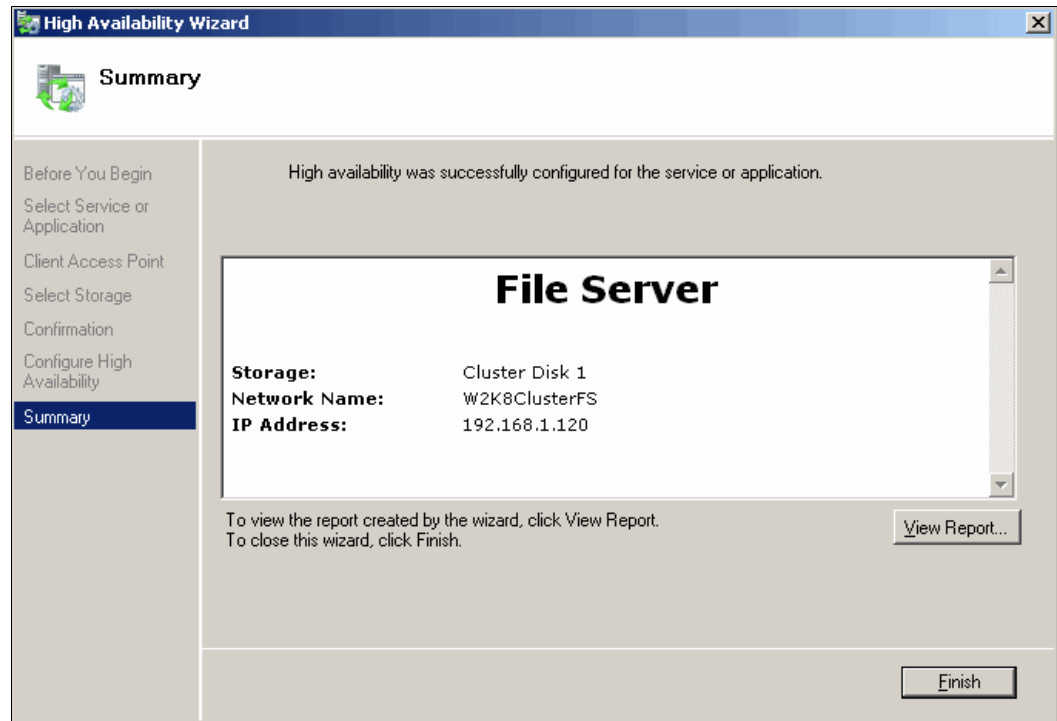 High Availability Wizard
Summary
Before You Begin
Select Service or
Application
Client Access Point
Select Storage
Confirmation
Configure High
Availability
Summary
High availability was successfully configured for the service or application.
File Server
Storage: Cluster Disk 1
Network Name: W2K8ClusterFS
IP Address: 192.168.1.120
To view the report created by the wizard, click View Report.
To close this wizard, click Finish.
View Report...
Finish